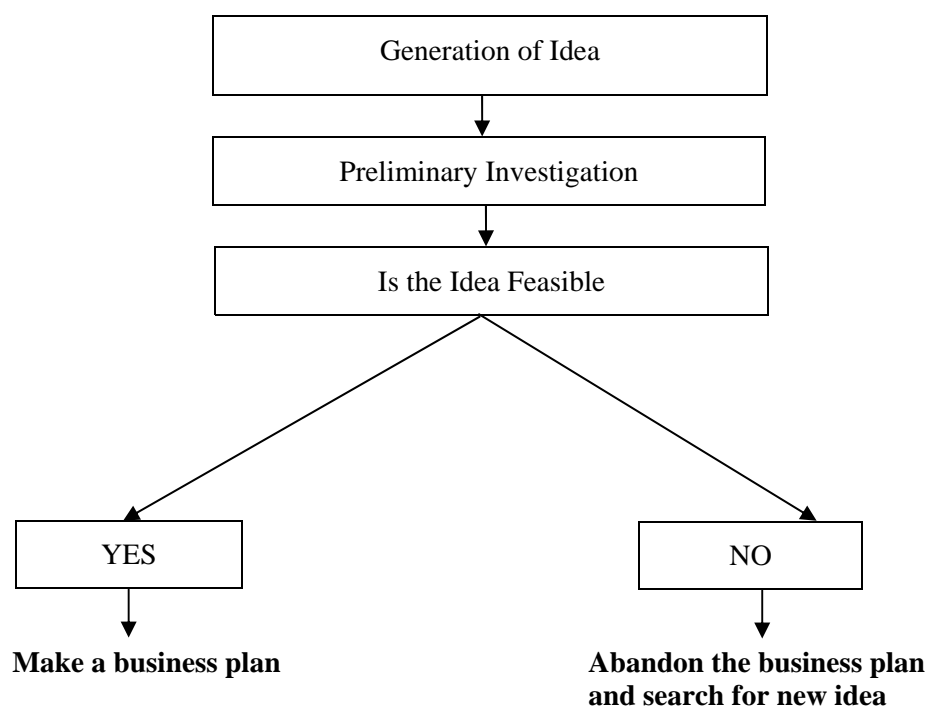 Generation of Idea
Preliminary Investigation
Is the Idea Feasible
YES
NO
Make a business plan
Abandon the business plan
and search for new idea